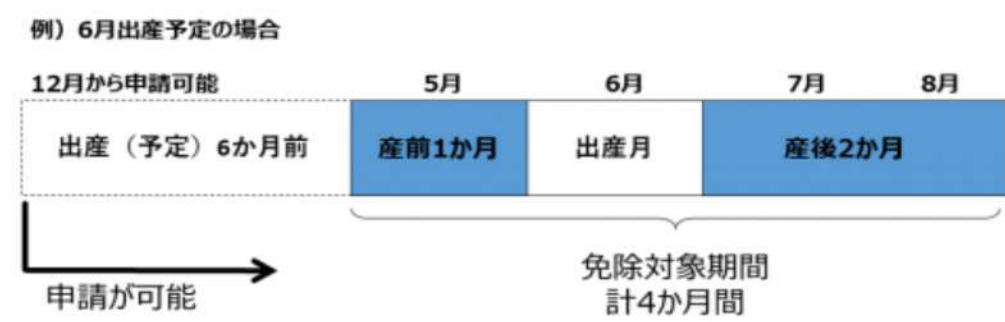 例）6月出産予定の場合
12月から申請可能 5月 6月 7月 8月
出産（予定）6か月前 産前1か月 出産月 産後2か月
申請が可能
免除対象期間
計4か月間